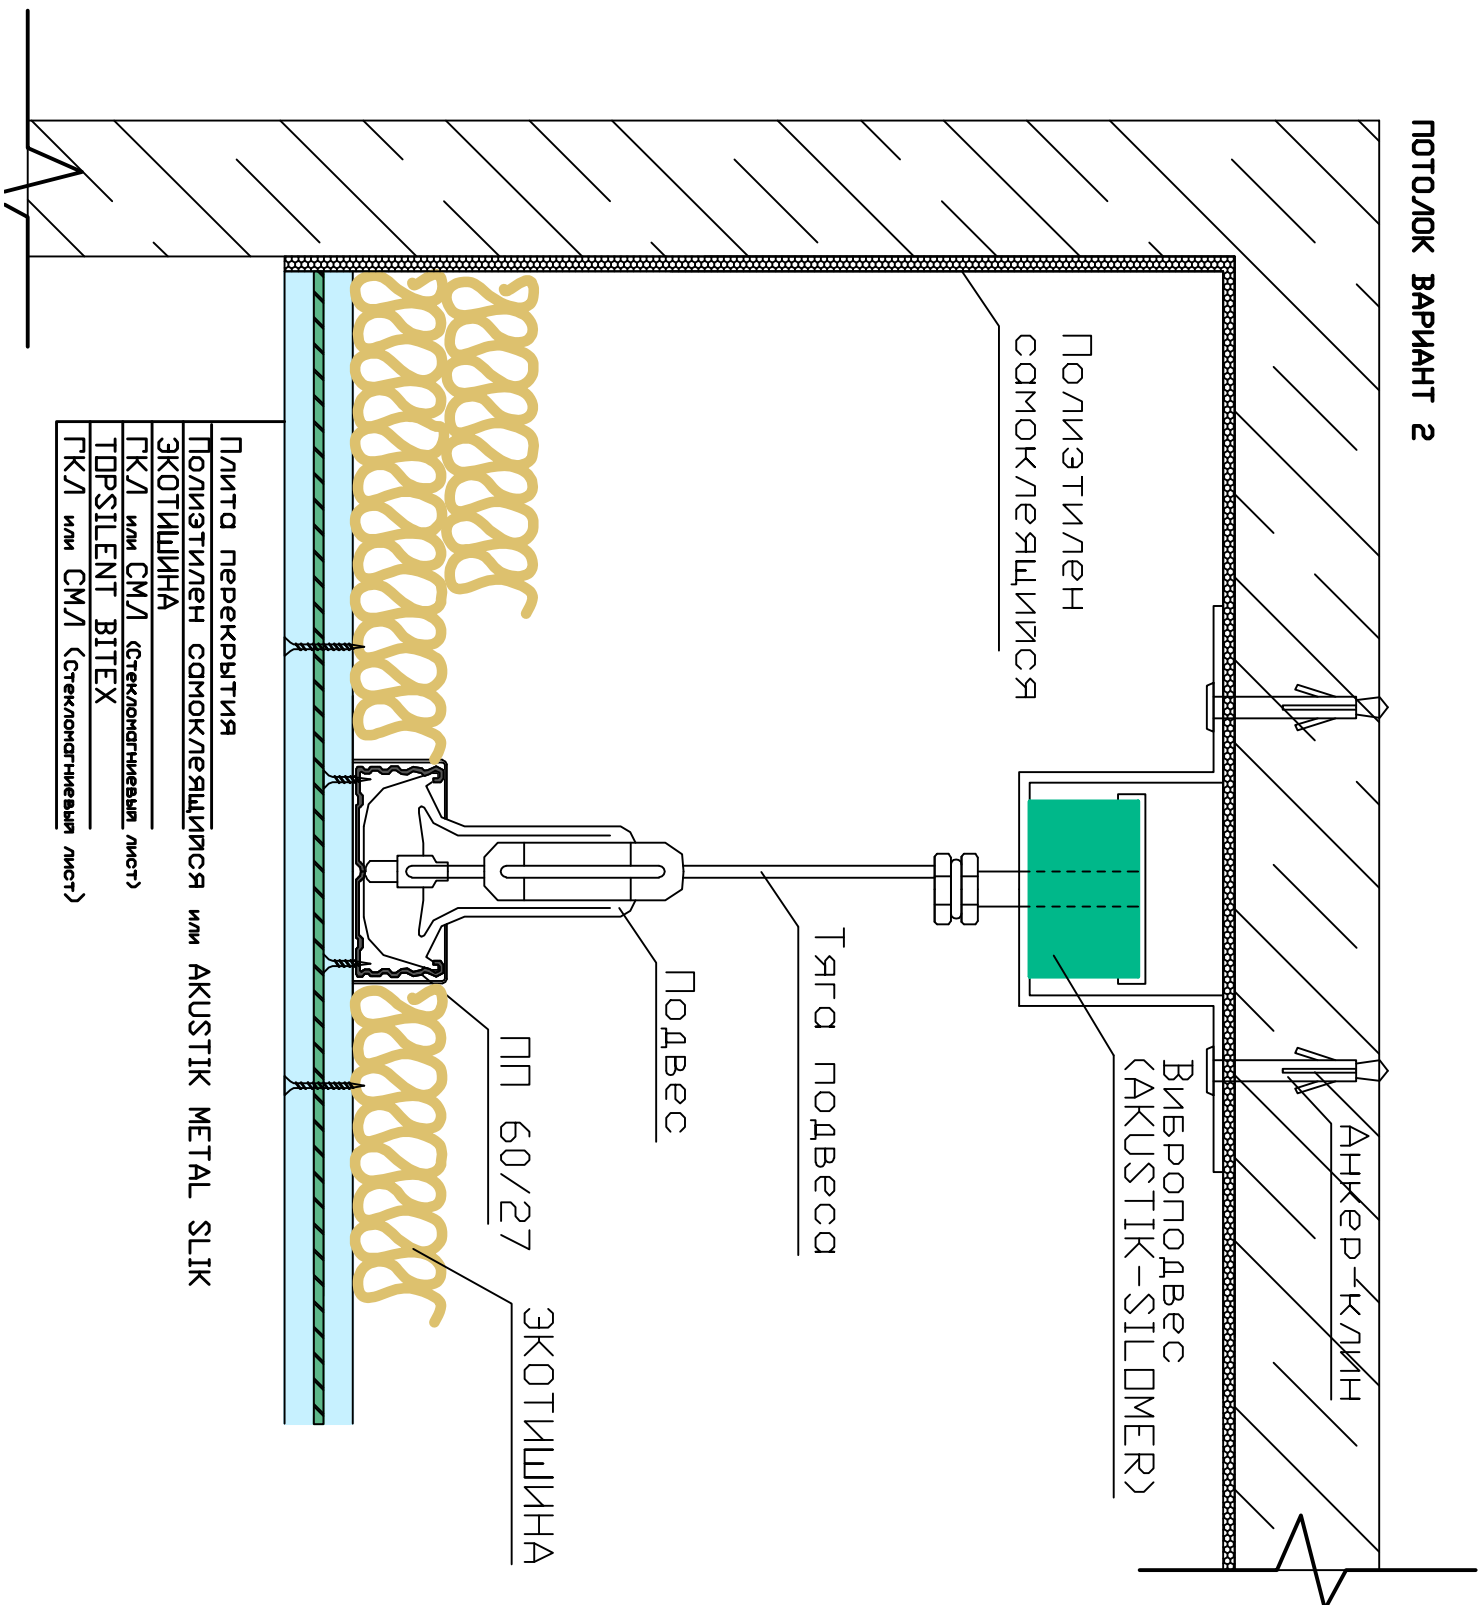 ПОТОЛОК ВАРИАНТ 2
Анкер-клин
Виброподвес
(AKUSTIK-SILOMER)
Полиэтилен
самоклеящийся
Тяга подвеса
Подвес
ПП 60/27
ЭКОТИШИНА
Плита перекрытия
Полиэтилен самоклеящийся или AKUSTIK METAL SLIK
ЭКОТИШИНА
ГКЛ или СМЛ (Стекломагниевый лист)
TOPSILENT BITEX
ГКЛ или СМЛ (Стекломагниевый лист)